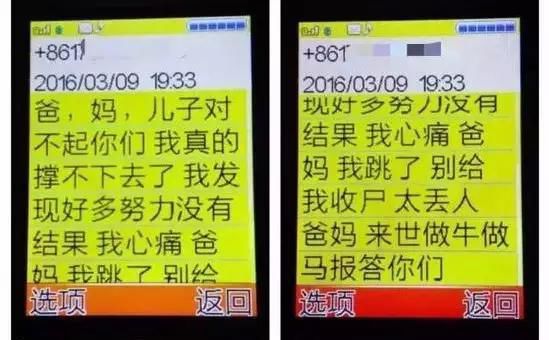 +861
2016/03/09 19:33
爸，妈，儿子对
不起你们 我真的
撑不下去了 我发
现好多努力没有
结果 我心痛 爸
妈 我跳了 别给
选项 返回
+861
2016/03/09 19:33
现好多努力没有
结果 我心痛 爸
妈 我跳了 别给
我收尸 太丢人
爸妈 来世做牛做
马报答你们
选项 返回